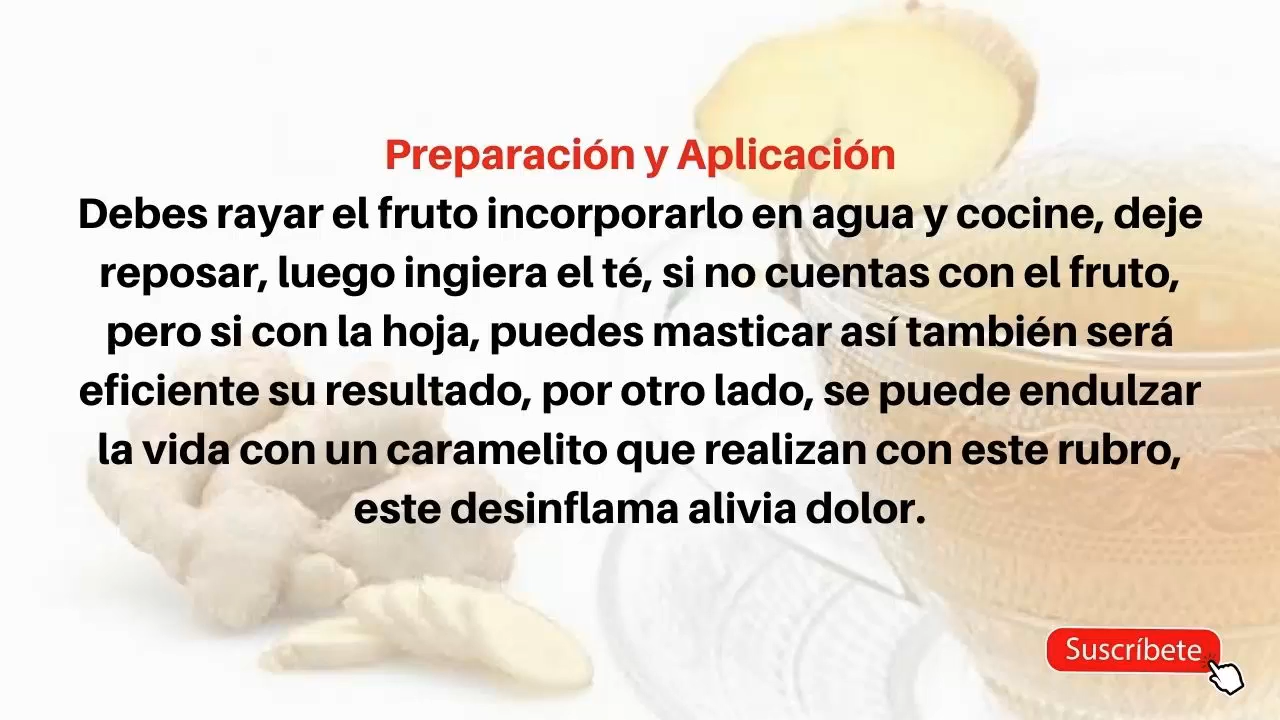 Preparación y Aplicación
Debes rayar el fruto incorporarlo en agua y cocine, deje
reposar, luego ingiera el té, si no cuentas con el fruto,
pero si con la hoja, puedes masticar así también será
eficiente su resultado, por otro lado, se puede endulzar
la vida con un caramelito que realizan con este rubro,
este desinflama alivia dolor.
Suscríbete